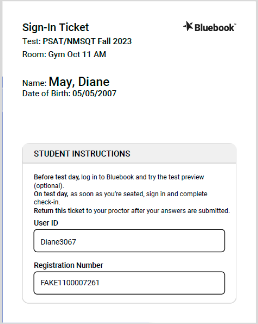 Sign-In Ticket
Bluebook
Test: PSAT/NMSQT Fall 2023
Room: Gym Oct 11 AM
Name: May, Diane
Date of Birth: 05/05/2007
STUDENT INSTRUCTIONS
Before test day, log in to Bluebook and try the test preview
(optional).
On test day, as soon as you're seated, sign in and complete
check-in.
Return this ticket to your proctor after your answers are submitted.
User ID
Diane3067
Registration Number
FAKE1100007261